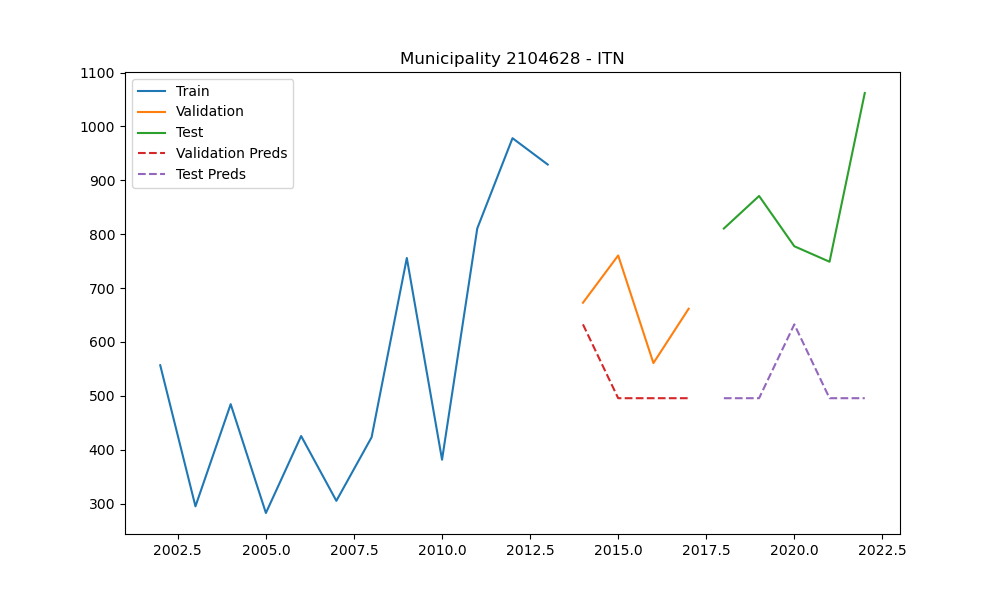 Municipality 2104628 - ITN
1100
1000
900
800
700
600
500
400
300
Train
Validation
Test
Validation Preds
Test Preds
2002.5 2005.0 2007.5 2010.0 2012.5 2015.0 2017.5 2020.0 2022.5